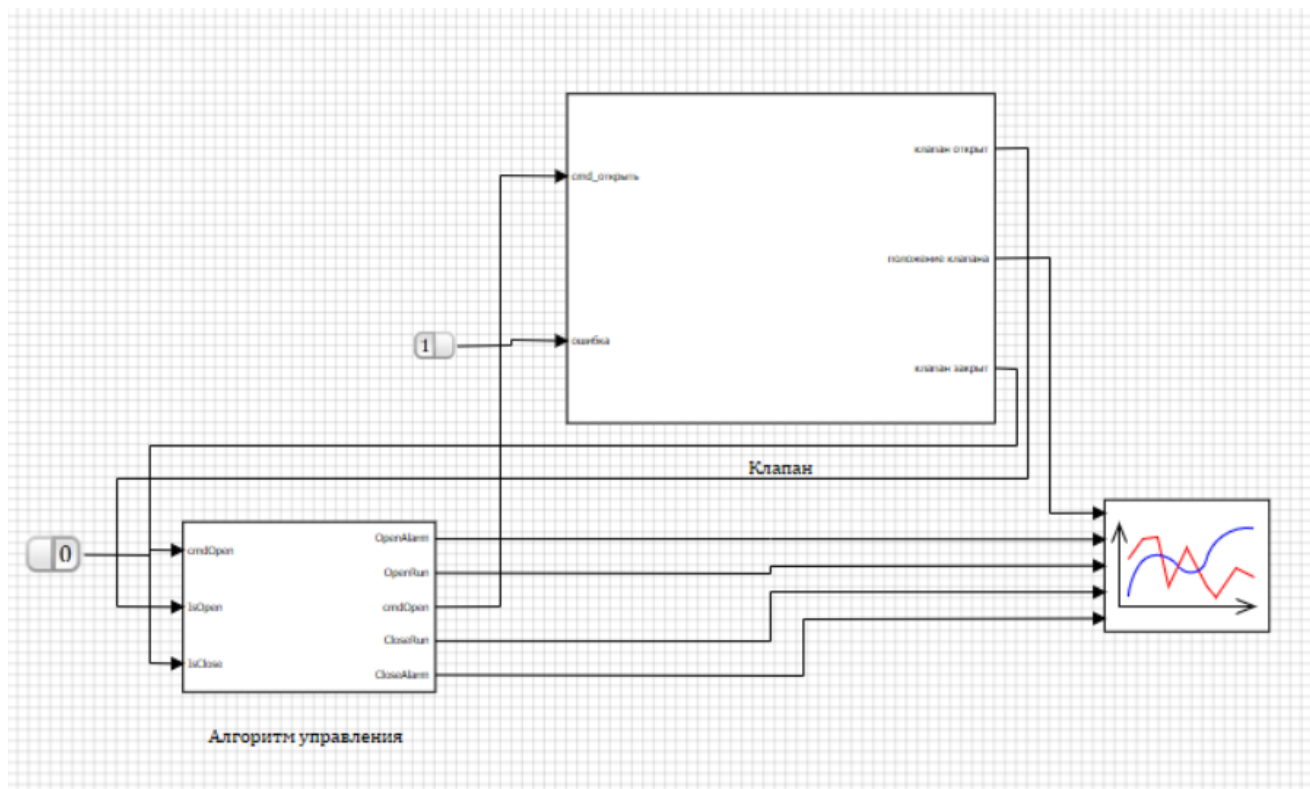 клапан открыт
cmd_открыть
положение клапана
1
ошибка
клапан закрыт
Клапан
0
cmdOpen
IsOpen
IsClose
OpenAlarm
OpenRun
cmdOpen
CloseRun
CloseAlarm
Алгоритм управления